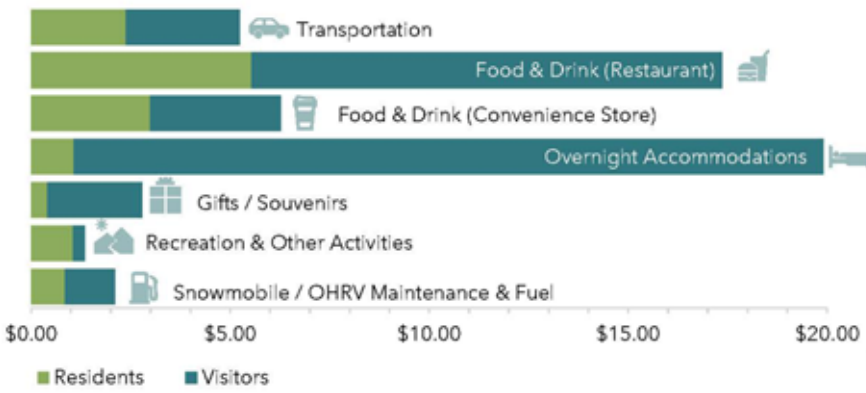 Transportation
Food & Drink (Restaurant)
Food & Drink (Convenience Store)
Overnight Accommodations
Gifts / Souvenirs
Recreation & Other Activities
Snowmobile / OHRV Maintenance & Fuel
$0.00 $5.00 $10.00 $15.00 $20.00
Residents Visitors